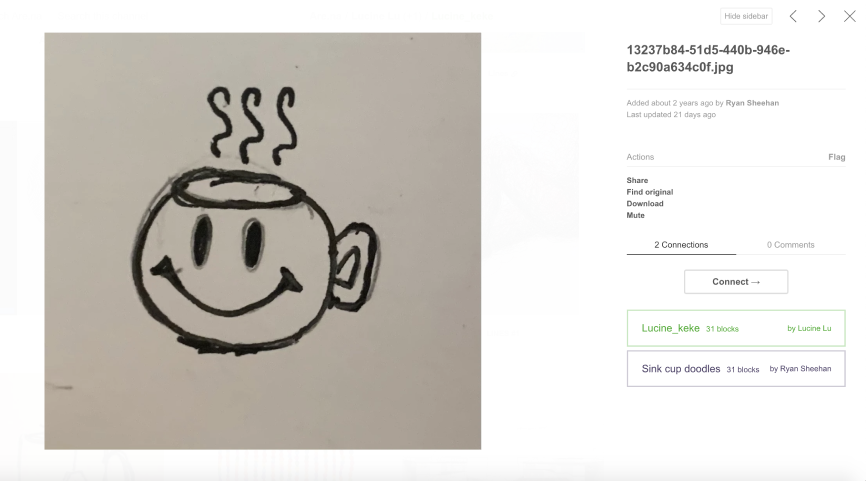 Hide sidebar
13237b84-51d5-440b-946e-
b2c90a634c0f.jpg
Added about 2 years ago by Ryan Sheehan
Last updated 21 days ago
Actions Flag
Share
Find original
Download
Mute
2 Connections 0 Comments
Connect →
Lucine_keke 31 blocks by Lucine Lu
Sink cup doodles 31 blocks by Ryan Sheehan